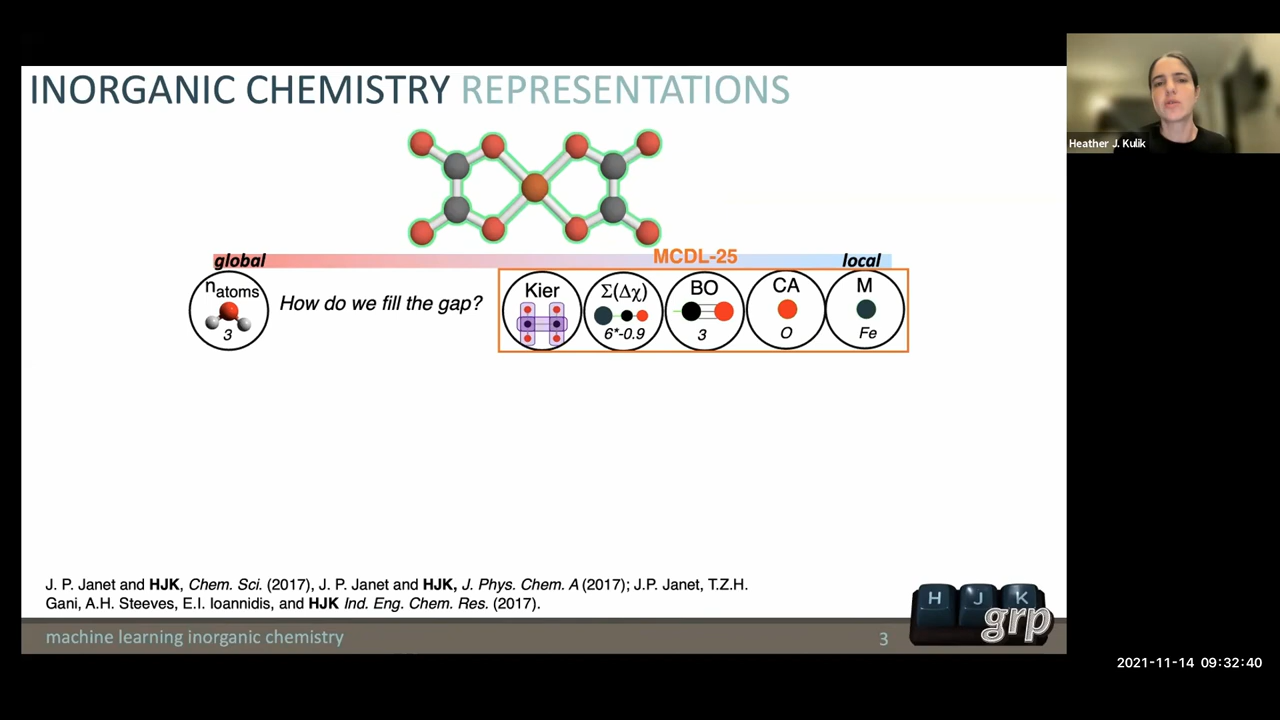 INORGANIC CHEMISTRY REPRESENTATIONS
Heather J. Kulik
global
MCDL-25
local
natoms
3
How do we fill the gap?
Kier
Σ(Δχ)
6*-0.9
BO
3
CA
O
M
Fe
J. P. Janet and HJK, Chem. Sci. (2017), J. P. Janet and HJK, J. Phys. Chem. A (2017); J.P. Janet, T.Z.H.
Gani, A.H. Steeves, E.I. Ioannidis, and HJK Ind. Eng. Chem. Res. (2017).
H J K
grp
machine learning inorganic chemistry
3
2021-11-14 09:32:40